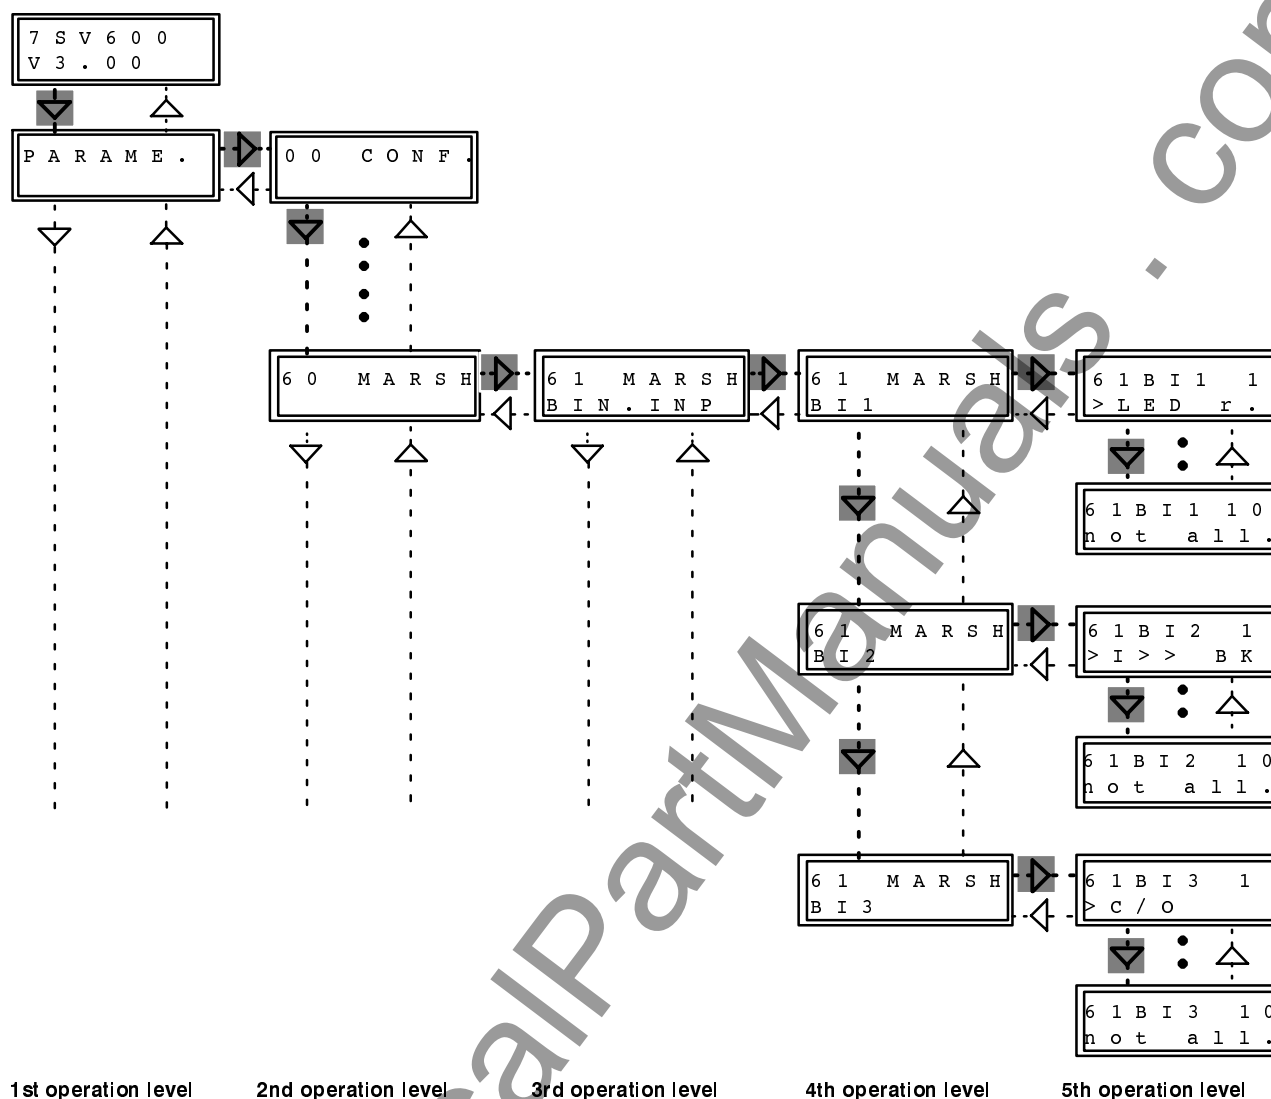 7SV600
V3.00
PARAME.
00 CONF.
60 MARSH
61 MARSH
BIN.INP
61 MARSH
BI1
61BI1 1
>LED r.
61BI1 10
not all.
61 MARSH
BI2
61BI2 1
>I>> BK
61BI2 10
not all.
61 MARSH
BI3
61BI3 1
>C/O
61BI3 10
not all.
1st operation level
2nd operation level
3rd operation level
4th operation level
5th operation level
alPartManuals . co